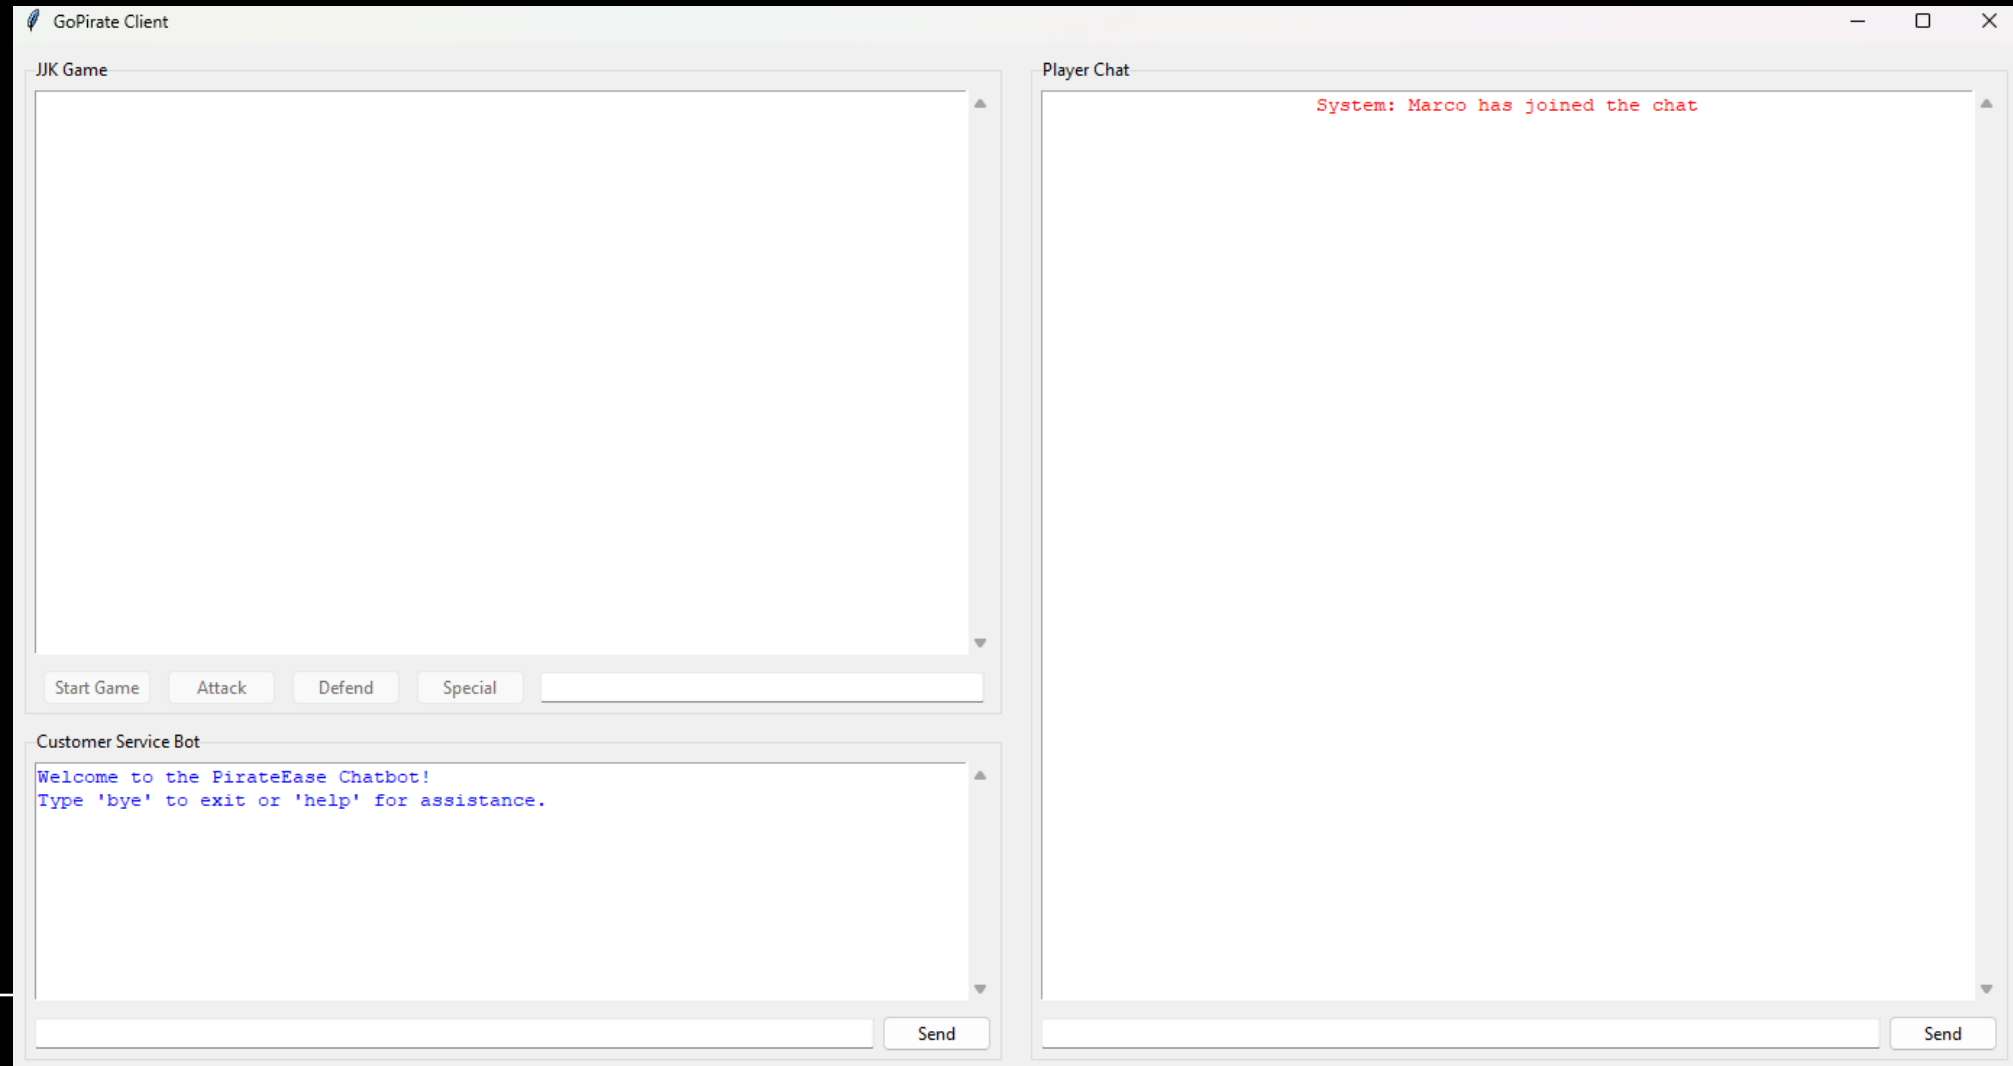 GoPirate Client
JJK Game
Start Game
Attack
Defend
Special
Customer Service Bot
Welcome to the PirateEase Chatbot!
Type 'bye' to exit or 'help' for assistance.
Send
Player Chat
System: Marco has joined the chat
Send